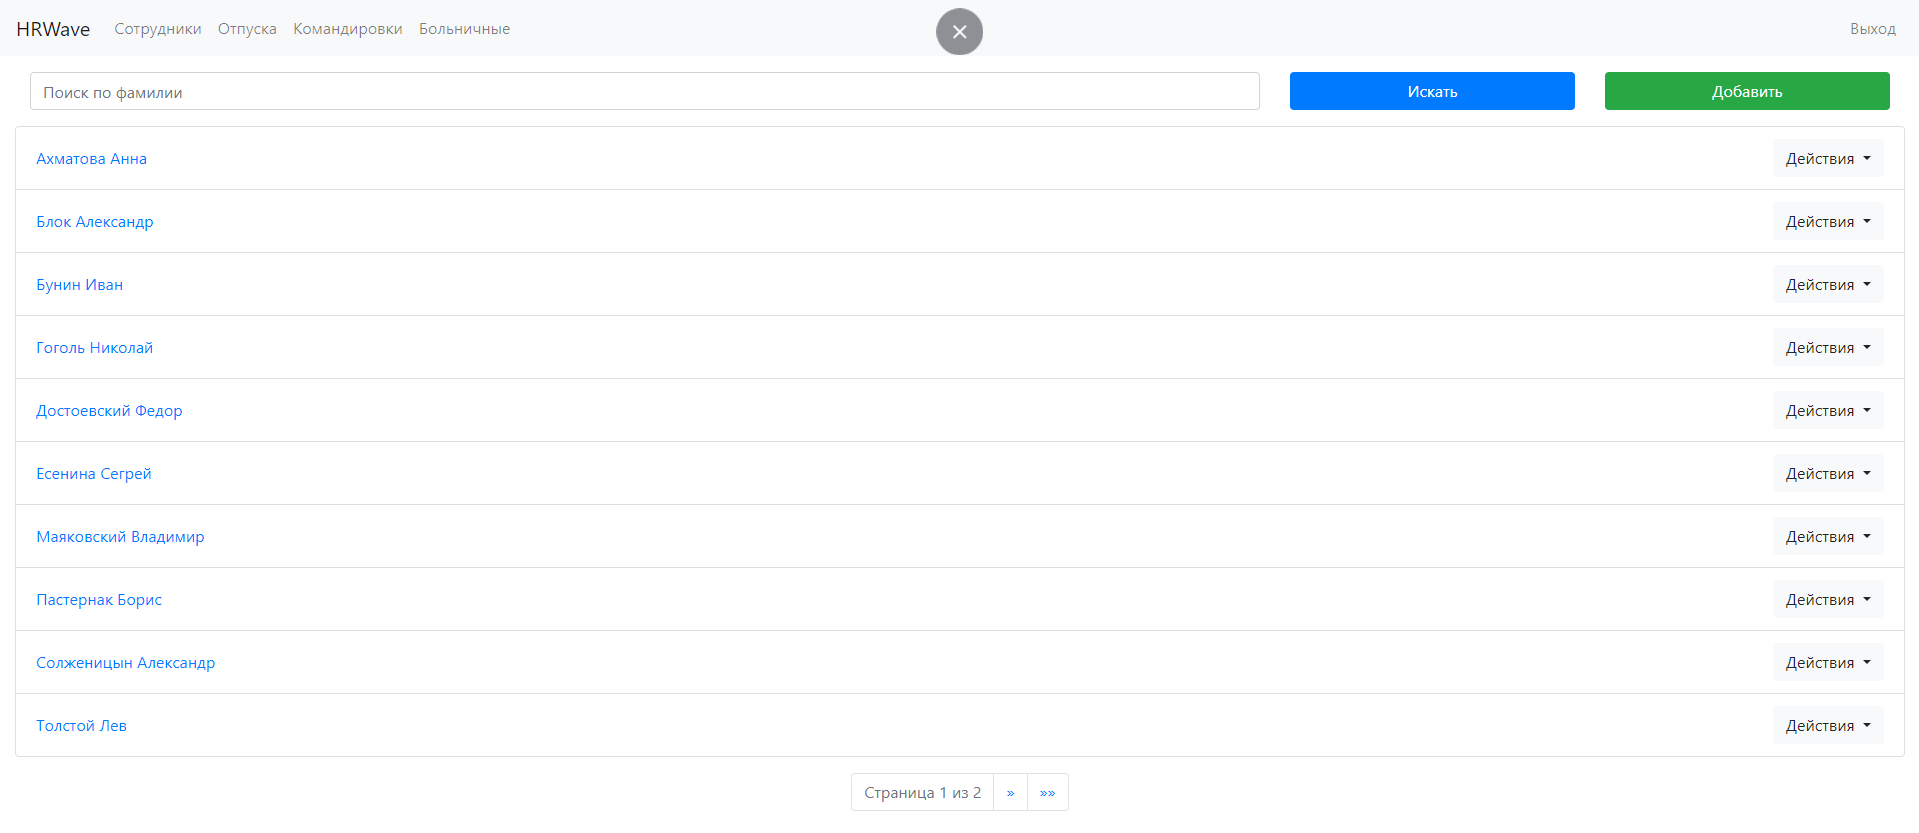 HRWave Сотрудники Отпуска Командировки Больничные Выход
Поиск по фамилии Искать Добавить
Ахматова Анна Действия
Блок Александр Действия
Бунин Иван Действия
Гоголь Николай Действия
Достоевский Федор Действия
Есенина Сегрей Действия
Маяковский Владимир Действия
Пастернак Борис Действия
Солженицын Александр Действия
Толстой Лев Действия
Страница 1 из 2 » »»